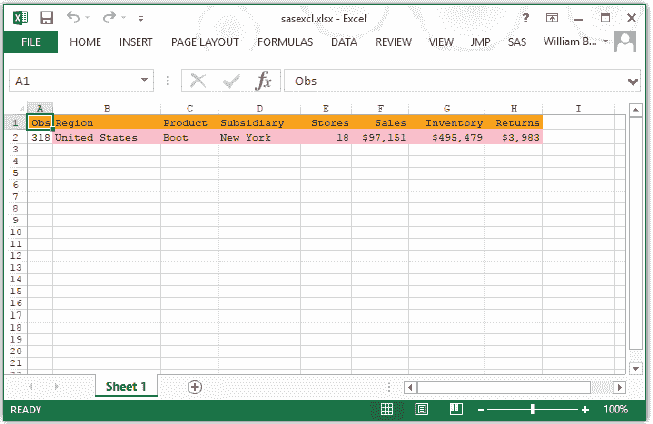 sasexcl.xlsx - Excel
FILE HOME INSERT PAGE LAYOUT FORMULAS DATA REVIEW VIEW JMP SAS William B...
A1 fx Obs
A B C D E F G H I
1 Obs Region Product Subsidiary Stores Sales Inventory Returns
2 318 United States Boot New York 18 $97,151 $495,479 $3,983
3
4
5
6
7
8
9
10
11
12
13
14
15
16
17
18
19
20
21
Sheet 1
READY 100%